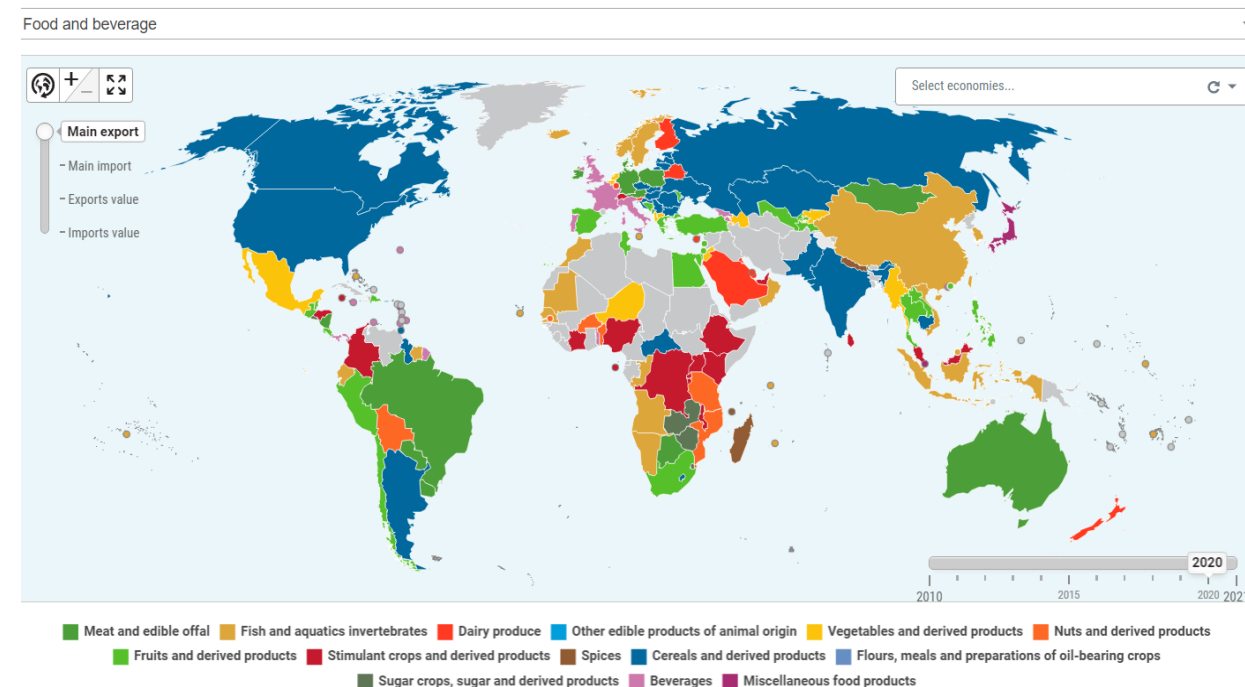 Food and beverage
Select economies...
Main export
Main import
Exports value
Imports value
2020
2010
2015
2020
Meat and edible offal
Fish and aquatics invertebrates
Dairy produce
Other edible products of animal origin
Vegetables and derived products
Nuts and derived products
Fruits and derived products
Stimulant crops and derived products
Spices
Cereals and derived products
Flours, meals and preparations of oil-bearing crops
Sugar crops, sugar and derived products
Beverages
Miscellaneous food products